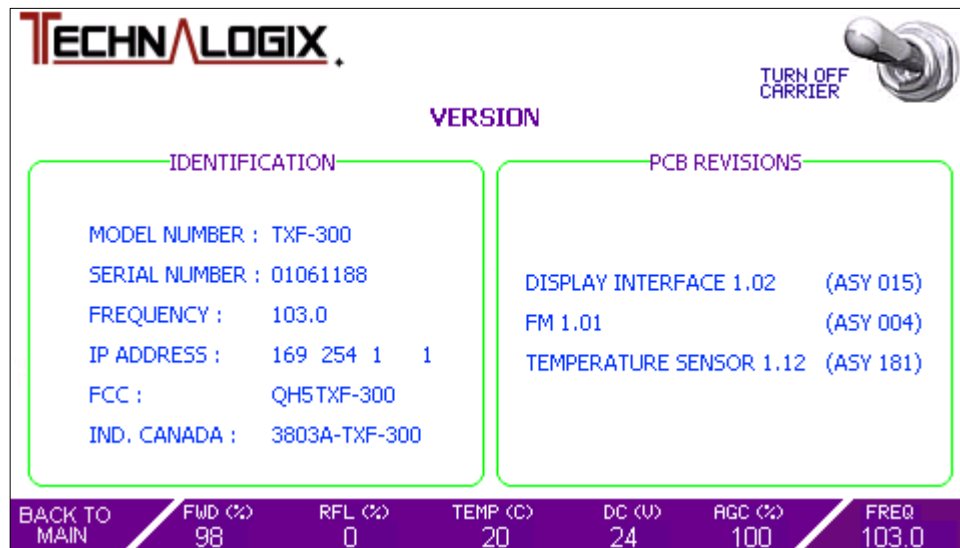 TECHNALOGIX
TURN OFF
CARRIER
VERSION
IDENTIFICATION
MODEL NUMBER : TXF-300
SERIAL NUMBER : 01061188
FREQUENCY : 103.0
IP ADDRESS : 169 254 1 1
FCC : QH5TXF-300
IND. CANADA : 3803A-TXF-300
PCB REVISIONS
DISPLAY INTERFACE 1.02 (ASY 015)
FM 1.01 (ASY 004)
TEMPERATURE SENSOR 1.12 (ASY 181)
BACK TO
MAIN
FWD (%)
98
RFL (%)
0
TEMP (C)
20
DC (V)
24
AGC (%)
100
FREQ
103.0